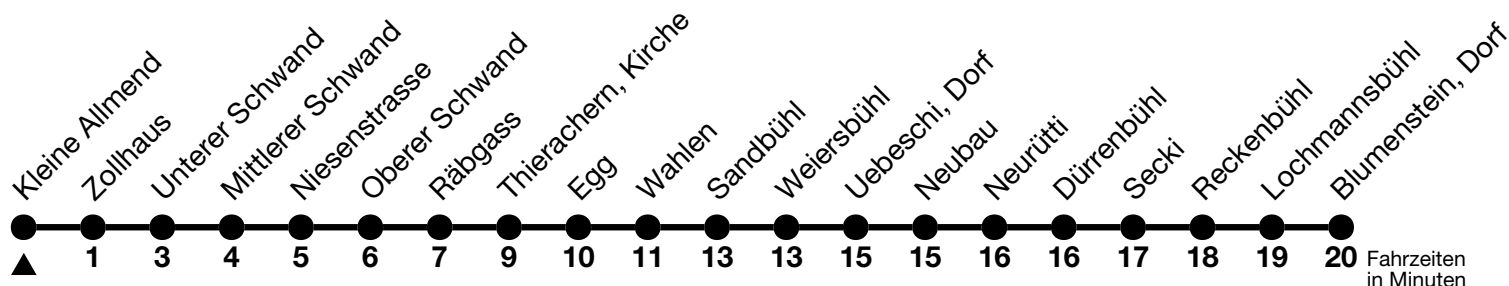 Kleine Allmend
Zollhaus
Unterer Schwand
Mittlerer Schwand
Niesenstrasse
Oberer Schwand
Räbgass
Thierachern, Kirche
Egg
Wahlen
Sandbühl
Weiersbühl
Uebeschi, Dorf
Neubau
Neurütti
Dürrenbühl
Secki
Reckenbühl
Lochmannsbühl
Blumenstein, Dorf
1 3 4 5 6 7 9 10 11 13 13 15 15 16 16 17 18 19 20 Fahrzeiten
in Minuten